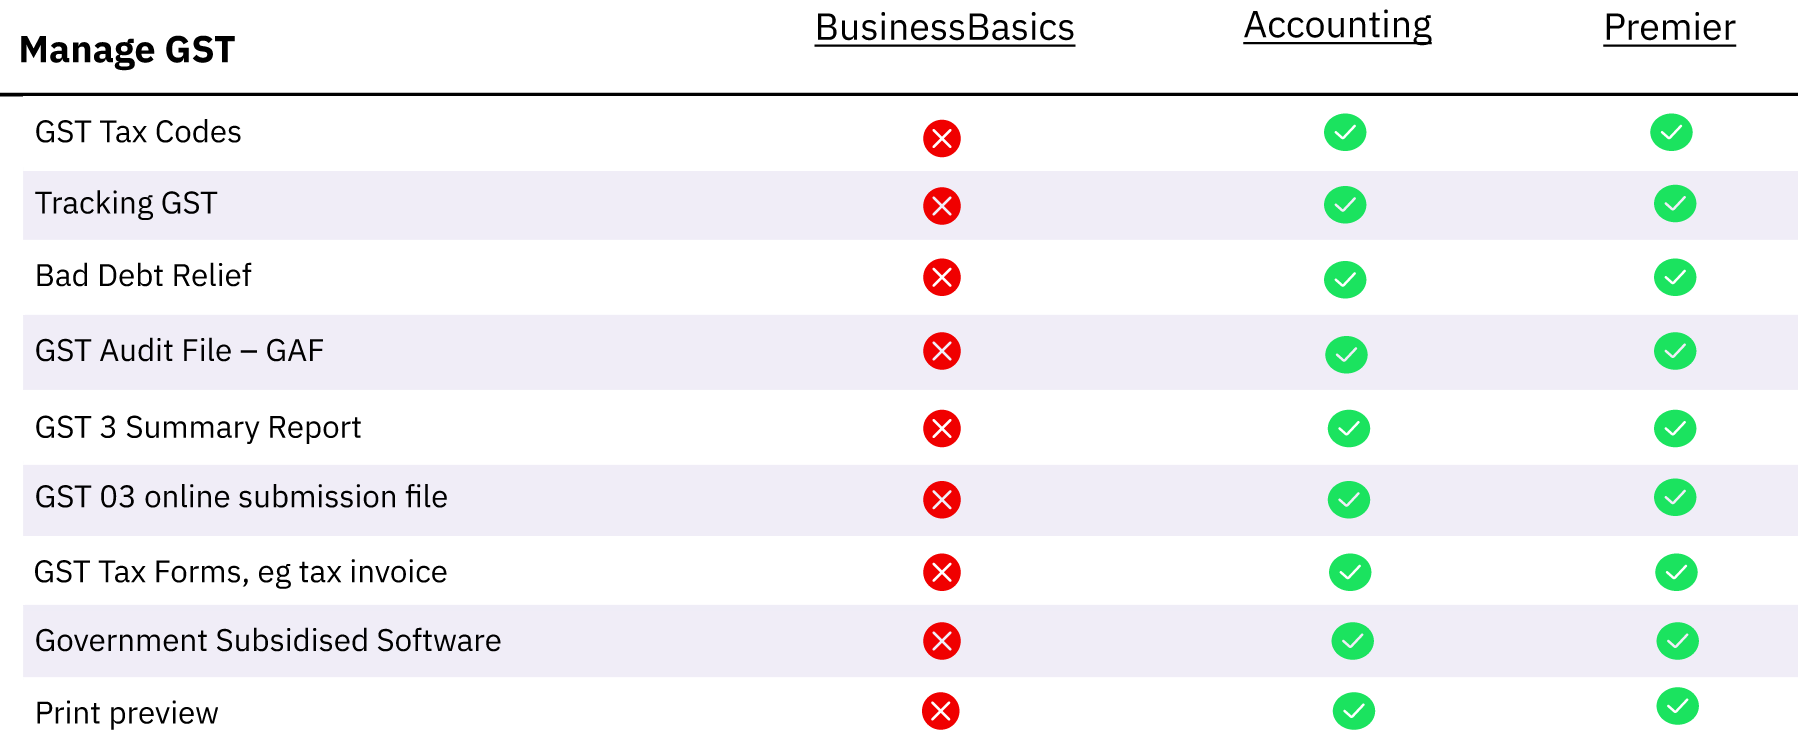 Manage GST BusinessBasics Accounting Premier
GST Tax Codes
Tracking GST
Bad Debt Relief
GST Audit File – GAF
GST 3 Summary Report
GST 03 online submission file
GST Tax Forms, eg tax invoice
Government Subsidised Software
Print preview